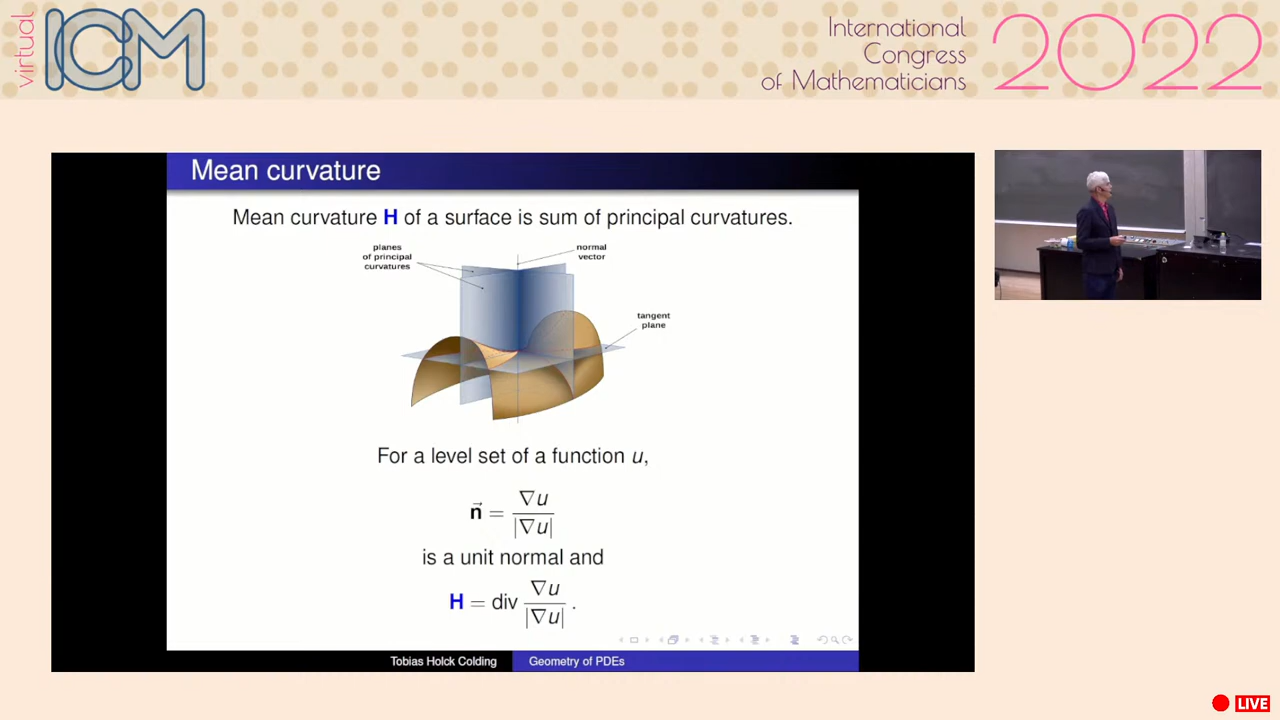 virtual
ICM
International
Congress
of Mathematicians
2022
Mean curvature
Mean curvature H of a surface is sum of principal curvatures.
planes
of principal
curvatures
normal
vector
tangent
plane
For a level set of a function u,
n⃗ = ∇u / |∇u|
is a unit normal and
H = div ∇u / |∇u| .
Tobias Holck Colding
Geometry of PDEs
LIVE